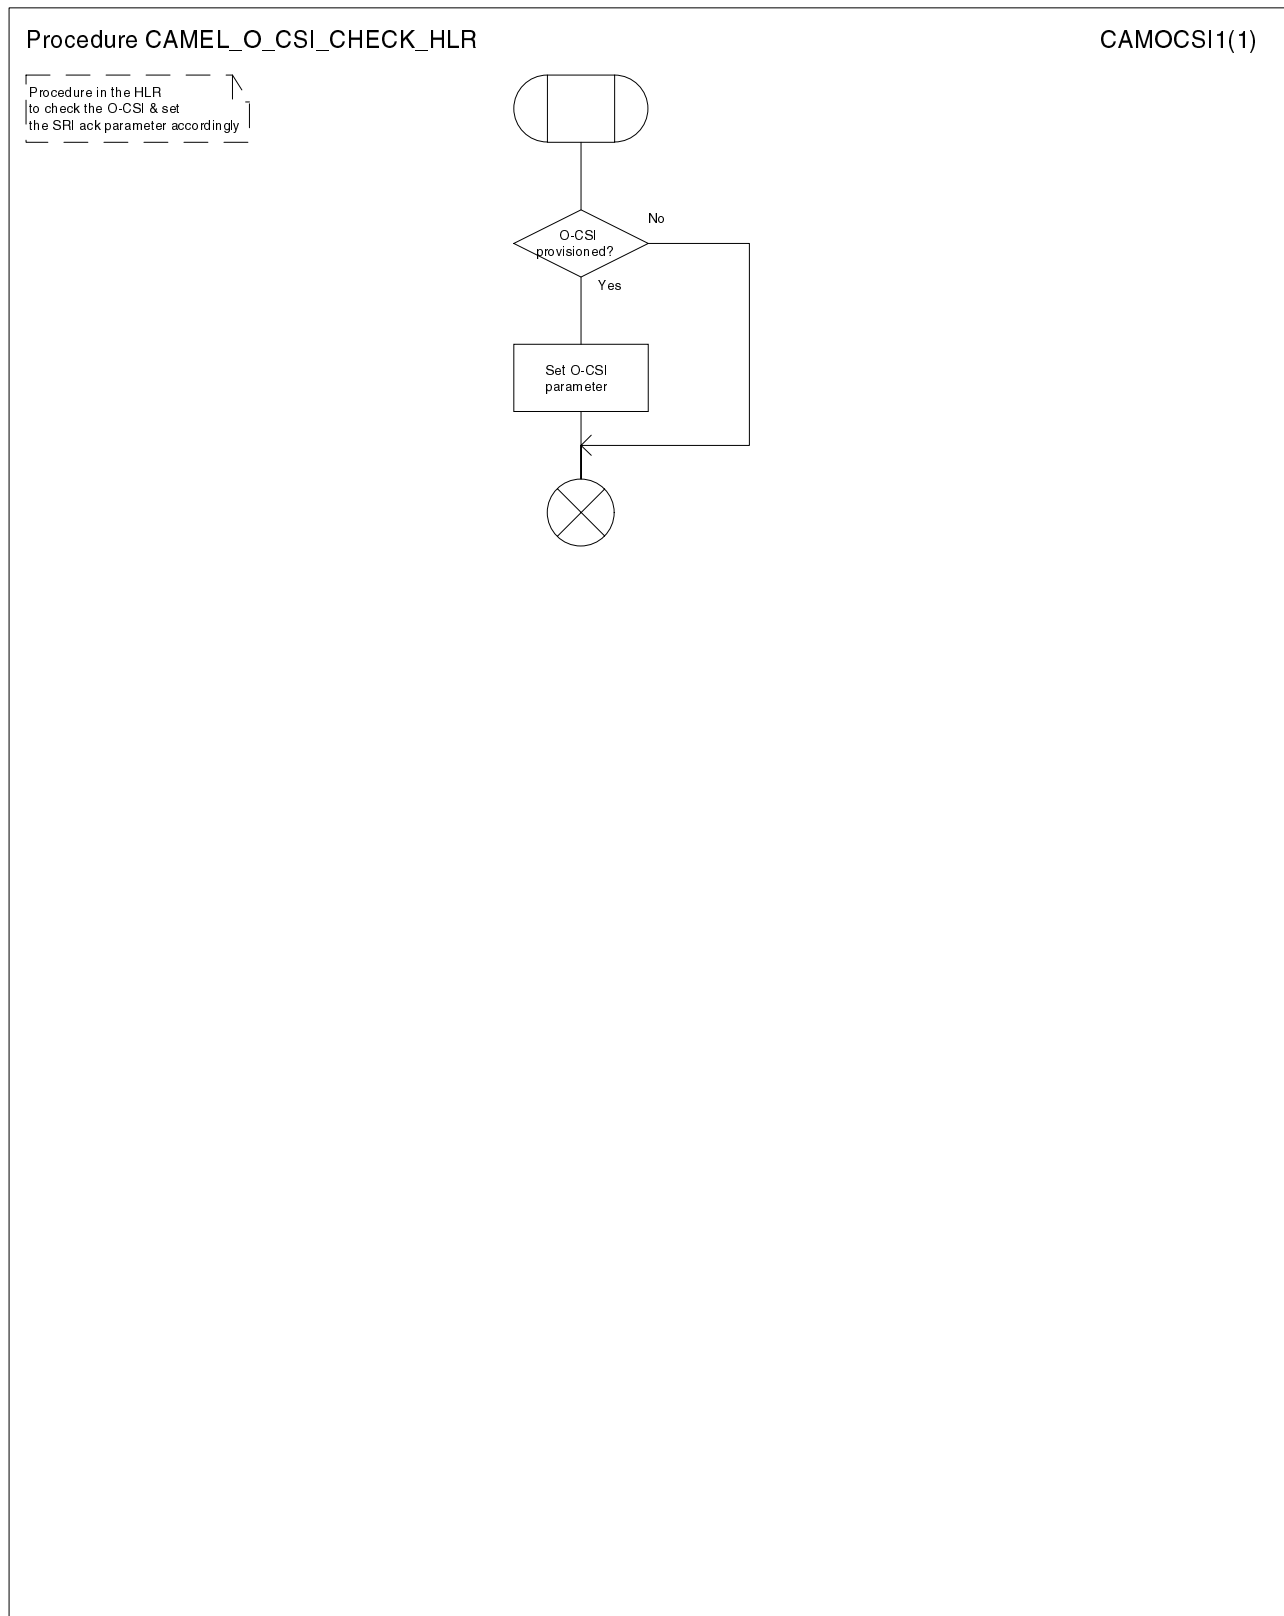 Procedure CAMEL_O_CSI_CHECK_HLR
CAMOCSI1(1)
Procedure in the HLR
to check the O-CSI & set
the SRI ack parameter accordingly
No
O-CSI
provisioned?
Yes
Set O-CSI
parameter